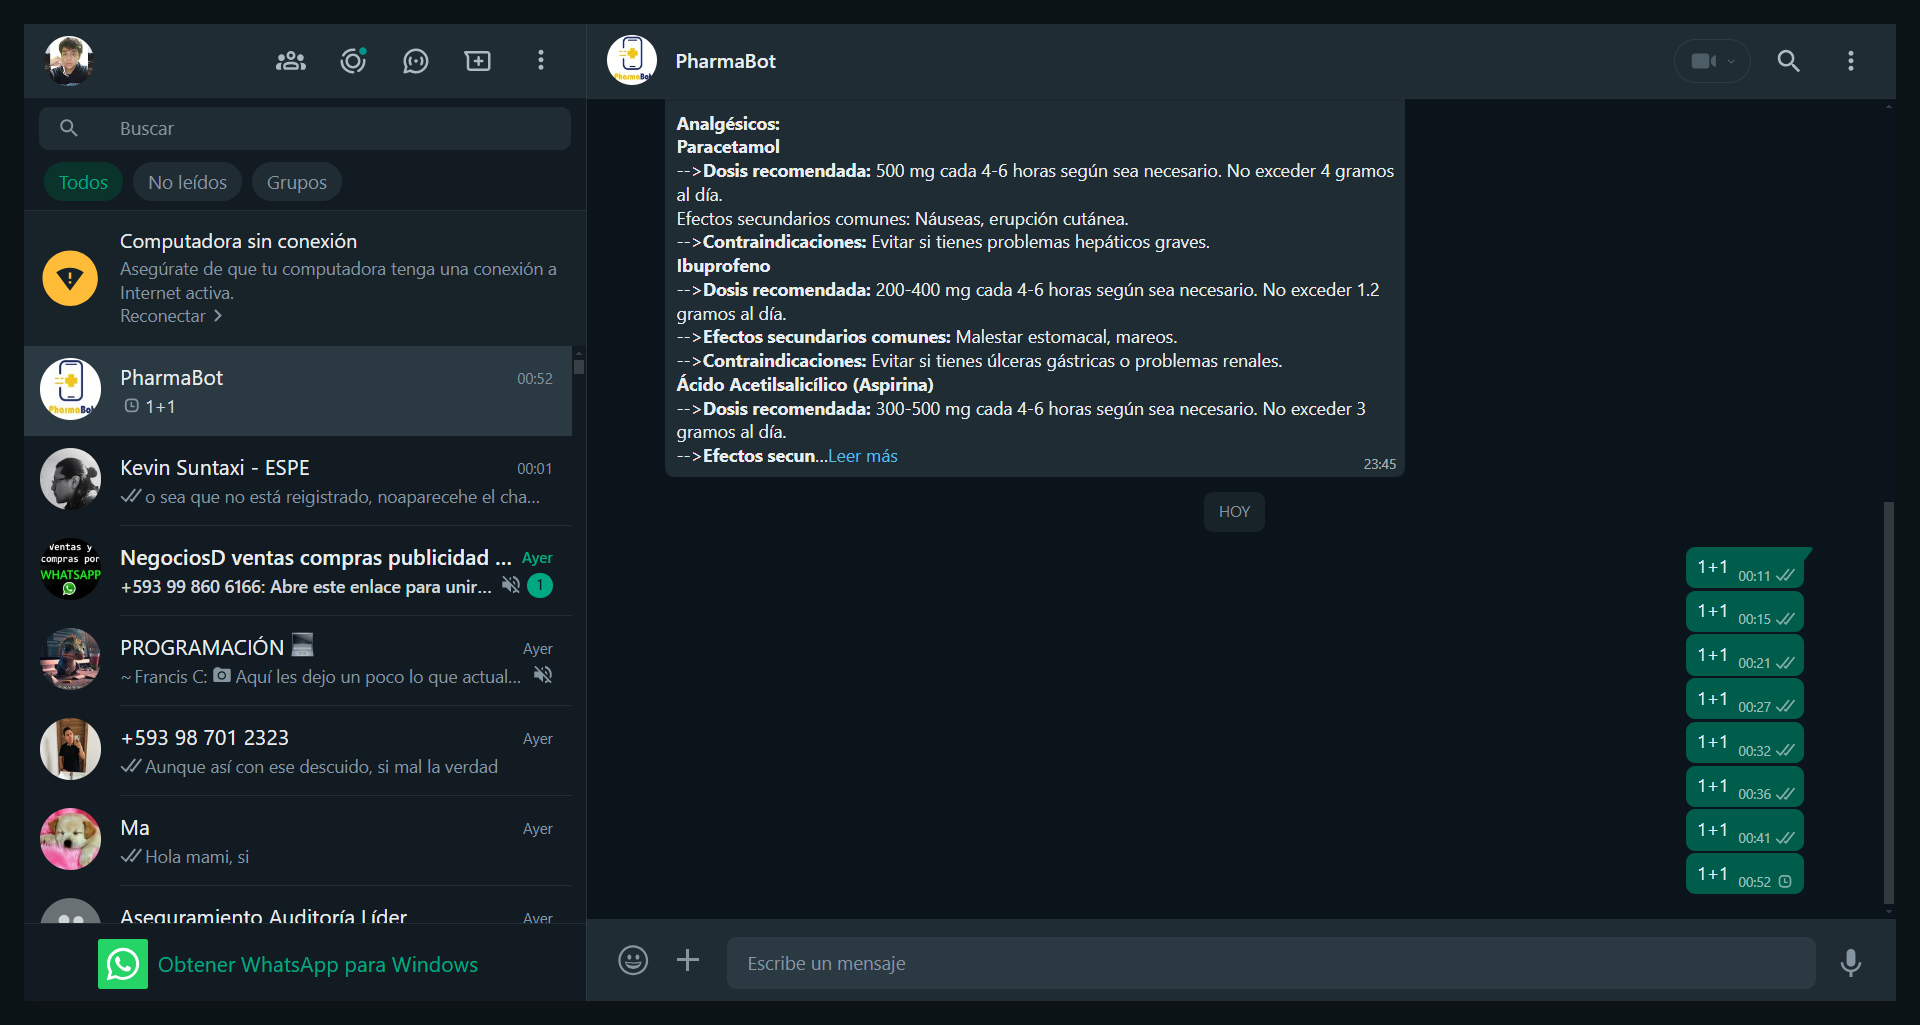 Buscar
Todos
No leídos
Grupos
Computadora sin conexión
Asegúrate de que tu computadora tenga una conexión a
Internet activa.
Reconectar
PharmaBot
PharmaBot
00:52
1+1
Kevin Suntaxi - ESPE
00:01
o sea que no está reigistrado, noaparecehe el cha...
Ventas y
compras por
WHATSAPP
NegociosD ventas compras publicidad ...
Ayer
+593 99 860 6166: Abre este enlace para unir...
1
PROGRAMACIÓN
Ayer
~ Francis C: Aquí les dejo un poco lo que actual...
+593 98 701 2323
Ayer
Aunque así con ese descuido, si mal la verdad
Ma
Ayer
Hola mami, si
Aseguramiento Auditoría Líder
Ayer
Obtener WhatsApp para Windows
PharmaBot
PharmaBot
Analgésicos:
Paracetamol
-->Dosis recomendada: 500 mg cada 4-6 horas según sea necesario. No exceder 4 gramos
al día.
Efectos secundarios comunes: Náuseas, erupción cutánea.
-->Contraindicaciones: Evitar si tienes problemas hepáticos graves.
Ibuprofeno
-->Dosis recomendada: 200-400 mg cada 4-6 horas según sea necesario. No exceder 1.2
gramos al día.
-->Efectos secundarios comunes: Malestar estomacal, mareos.
-->Contraindicaciones: Evitar si tienes úlceras gástricas o problemas renales.
Ácido Acetilsalicílico (Aspirina)
-->Dosis recomendada: 300-500 mg cada 4-6 horas según sea necesario. No exceder 3
gramos al día.
-->Efectos secun...Leer más
23:45
HOY
1+1 00:11
1+1 00:15
1+1 00:21
1+1 00:27
1+1 00:32
1+1 00:36
1+1 00:41
1+1 00:52
Escribe un mensaje